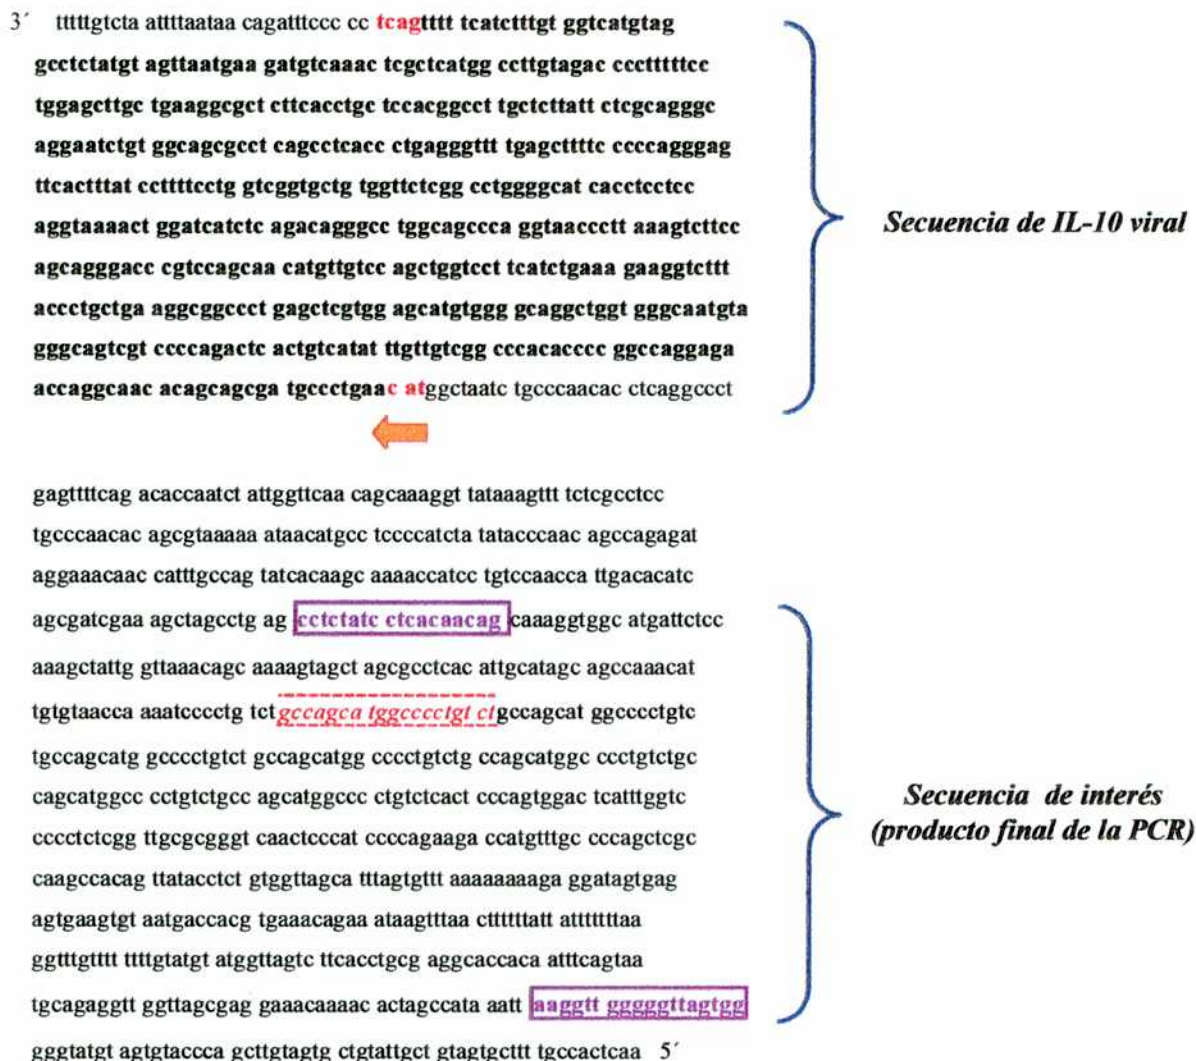 3´ tttttgtcta attttaataa cagatttccc cc tcagttttt tcatctttgt ggtcatgtag
gcctctatgt agttaatgaa gatgtcaaac tcgctcatgg ccttgtagac cccttttttcc
tggagcttgc tgaaggcgct cttcacctgc tccacggcct tgctcttatt ctcgcagggc
aggaatctgt ggcagcgcct cagcctcacc ctgagggttt tgagcttttc ccccagggag
ttcactttat ccttttcctg gtcggtgctg tggttctcgg cctggggcat cacctcctcc
aggtaaaact ggatcatctc agacagggcc tggcagccca ggtaaccctt aaagtcttcc
agcagggacc cgtccagcaa catgttgtcc agctggtcct tcatctgaaa gaaggtcttt
accctgctga aggcggccct gagctcgtgg agcatgtggg gcaggctggt gggcaatgta
gggcagtcgt ccccagactc actgtcatat ttgttgtcgg cccacacccc ggccaggaga
accaggcaac acagcagcga tgccctgaac atggctaatc tgcccaacac ctcaggccct
Secuencia de IL-10 viral
gagttttcag acaccaatct attggttcaa cagcaaaggt tataaagttt tctcgcctcc
tgcccaacac agcgtaaaaa ataacatgcc tccccatcta tatacccaac agccagagat
aggaaacaac catttgccag tatcacaagc aaaaccatcc tgtccaacca ttgacacatc
agcgatcgaa agctagcctg ag cctctatc ctcacaacag caaaggtggc atgattctcc
aaagctattg gttaaacagc aaaagtagct agcgcctcac attgcatagc agccaaacat
tgtgtaacca aaatcccctg tctgccagca tggcccctgt ctgccagcat ggcccctgtc
tgccagcatg gcccctgtct gccagcatgg cccctgtctg ccagcatggc ccctgtctgc
cagcatggcc cctgtctgcc agcatggccc ctgtctcact cccagtggac tcatttggtc
cccctctcgg ttgcgcgggt caactcccat ccccagaaga ccatgtttgc cccagctcgc
caagccacag ttatacctct gtggttagca tttagtgttt aaaaaaaaga ggatagtgag
agtgaagtgt aatgaccacg tgaaacagaa ataagtttaa cttttttatt attttttttaa
ggtttgtttt ttttgtatgt atggttagtc ttcacctgcg aggcaccaca atttcagtaa
tgcagaggtt ggttagcgag gaaacaaaac actagccata aatt aaggtt gggggttagtgg
gggtatgt agtgtaccca gcttgtagtg ctgtattgct gtagtgcttt tgccactcaa 5´
Secuencia de interés
(producto final de la PCR)